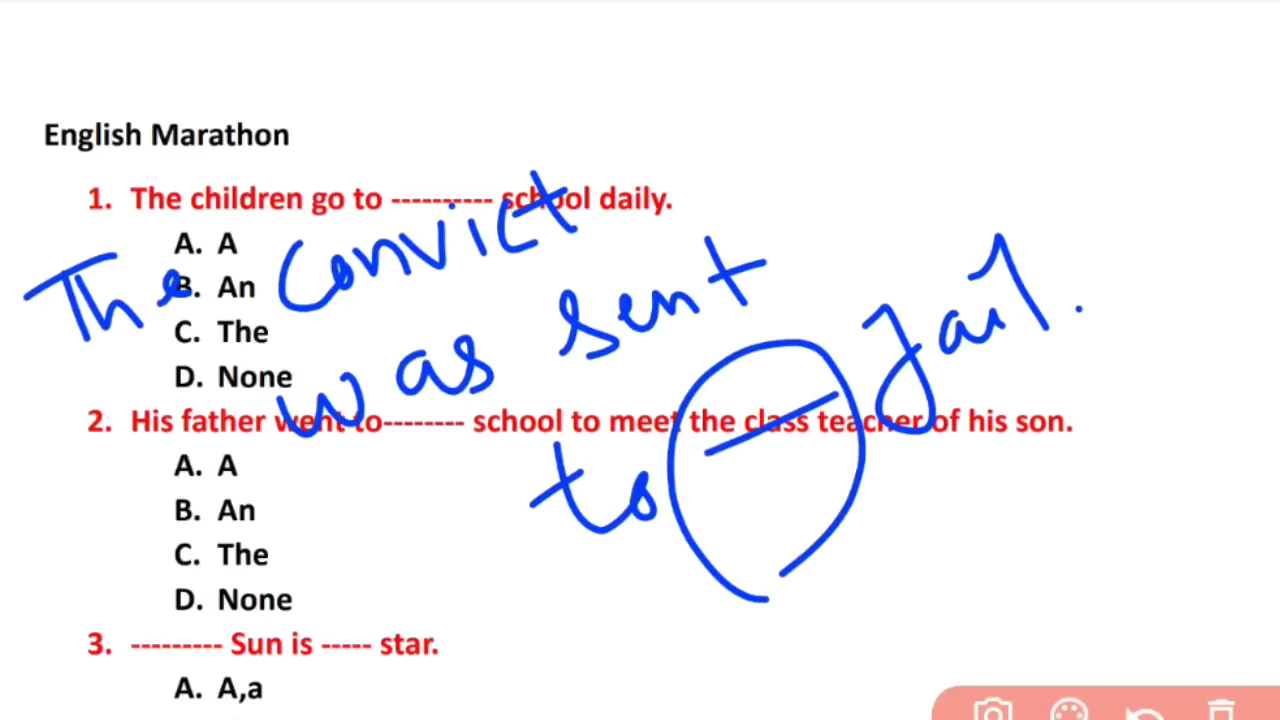 English Marathon
1. The children go to ---------- school daily.
A. A
B. An
C. The
D. None
2. His father went to-------- school to meet the class teacher of his son.
A. A
B. An
C. The
D. None
3. --------- Sun is ----- star.
A. A,a
The convict
was sent
to — Jail.